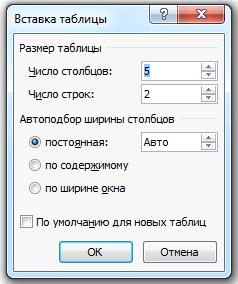 Вставка таблицы
Размер таблицы
Число столбцов: 5
Число строк: 2
Автоподбор ширины столбцов
постоянная: Авто
по содержимому
по ширине окна
По умолчанию для новых таблиц
ОК Отмена